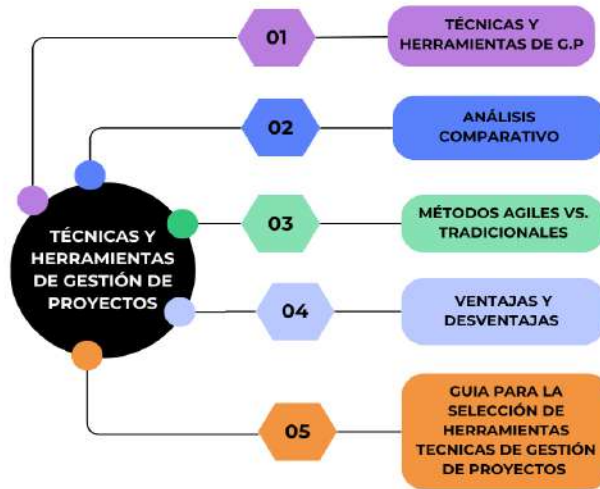 TÉCNICAS Y
HERRAMIENTAS
DE GESTIÓN DE
PROYECTOS
01
TÉCNICAS Y
HERRAMIENTAS DE G.P
02
ANÁLISIS
COMPARATIVO
03
MÉTODOS AGILES VS.
TRADICIONALES
04
VENTAJAS Y
DESVENTAJAS
05
GUIA PARA LA
SELECCIÓN DE
HERRAMIENTAS
TECNICAS DE GESTIÓN
DE PROYECTOS